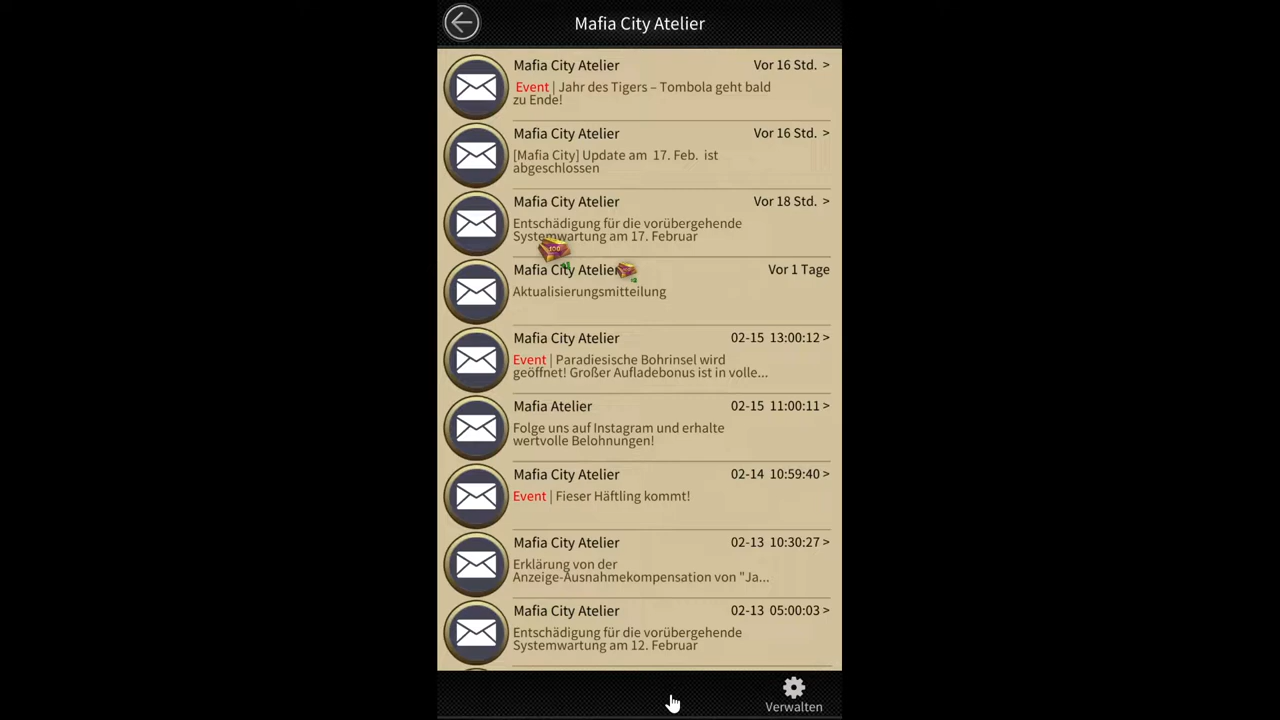 Mafia City Atelier
Mafia City Atelier Vor 16 Std. >
Event | Jahr des Tigers – Tombola geht bald
zu Ende!
Mafia City Atelier Vor 16 Std. >
[Mafia City] Update am 17. Feb. ist
abgeschlossen
Mafia City Atelier Vor 18 Std. >
Entschädigung für die vorübergehende
Systemwartung am 17. Februar
Mafia City Atelier Vor 1 Tage
Aktualisierungsmitteilung
Mafia City Atelier 02-15 13:00:12 >
Event | Paradiesische Bohrinsel wird
geöffnet! Großer Aufladebonus ist in volle...
Mafia Atelier 02-15 11:00:11 >
Folge uns auf Instagram und erhalte
wertvolle Belohnungen!
Mafia City Atelier 02-14 10:59:40 >
Event | Fieser Häftling kommt!
Mafia City Atelier 02-13 10:30:27 >
Erklärung von der
Anzeige-Ausnahmekompensation von "Ja...
Mafia City Atelier 02-13 05:00:03 >
Entschädigung für die vorübergehende
Systemwartung am 12. Februar
Verwalten